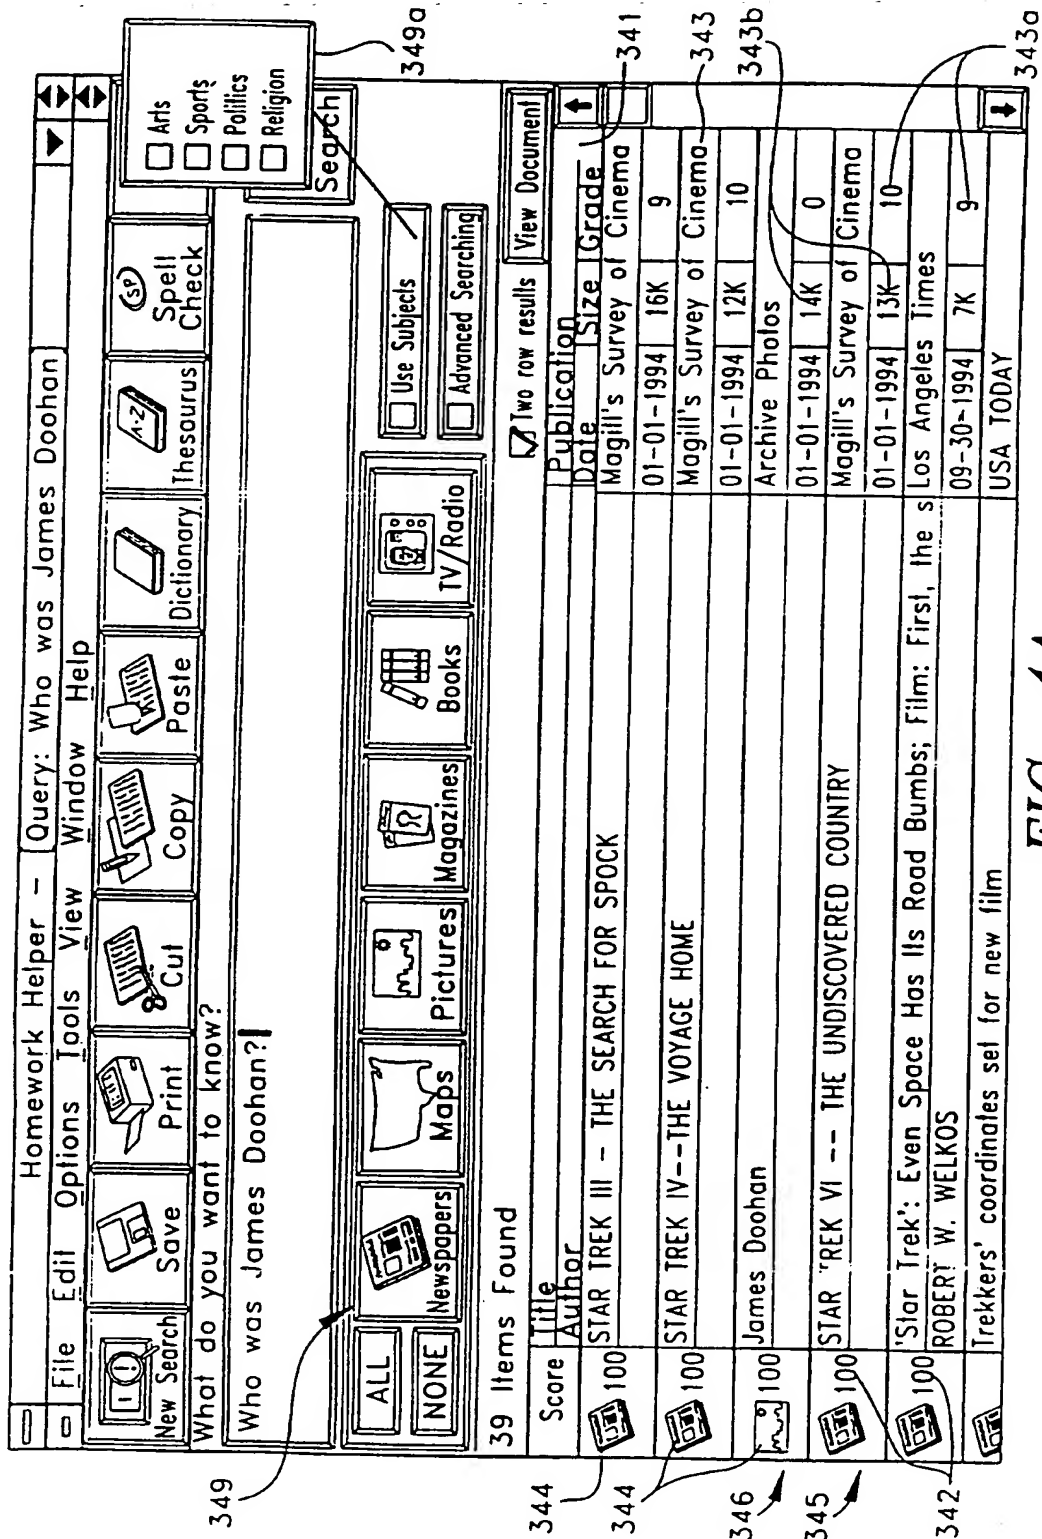 Homework Helper – Query: Who was James Doohan
File Edit Options Tools View Window Help
New Search
Save
Print
Cut
Copy
Paste
Dictionary
Thesaurus
Spell Check
SP
A-Z
Arts
Sports
Politics
Religion
349a
What do you want to know?
Who was James Doohan?
Search
349
ALL
NONE
Newspapers
Maps
Pictures
Magazines
Books
TV/Radio
Use Subjects
Advanced Searching
39 Items Found
Two row results
View Document
Score Title Publication
Author Date Size Grade
341
344 100 STAR TREK III – THE SEARCH FOR SPOCK Magill's Survey of Cinema
01-01-1994 16K 9
344 100 STAR TREK IV--THE VOYAGE HOME Magill's Survey of Cinema 343
01-01-1994 12K 10
346 100 James Doohan Archive Photos 343b
01-01-1994 14K 0
345 100 STAR TREK VI -- THE UNDISCOVERED COUNTRY Magill's Survey of Cinema
01-01-1994 13K 10
342 100 'Star Trek': Even Space Has Its Road Bumbs; Film: First, the s Los Angeles Times
ROBERT W. WELKOS 09-30-1994 7K 9 343a
Trekkers' coordinates set for new film USA TODAY